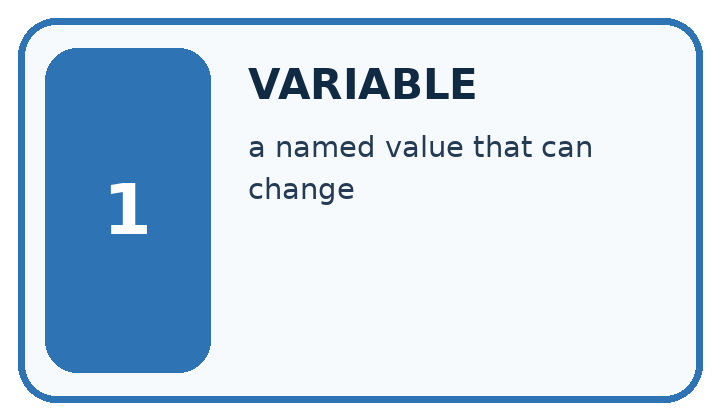 1
VARIABLE
a named value that can
change